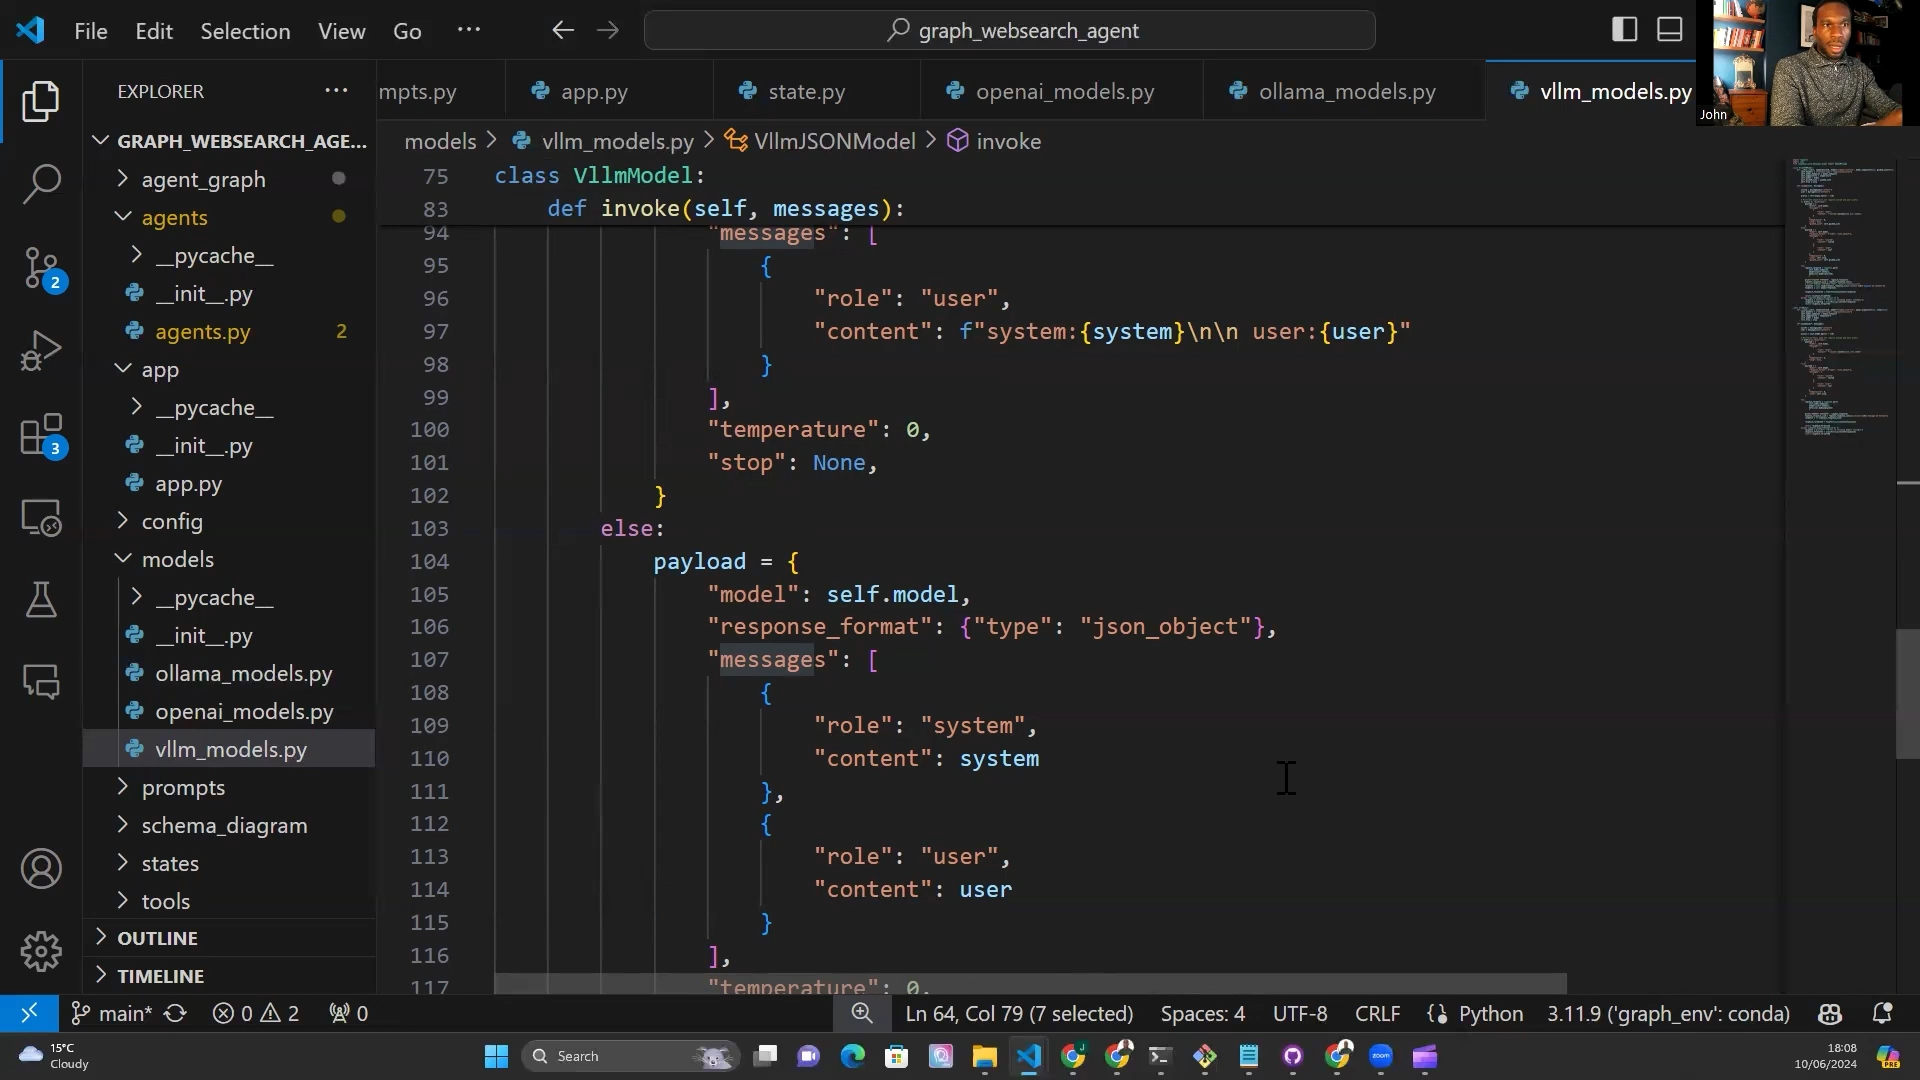 File Edit Selection View Go ···
graph_websearch_agent
John
EXPLORER ···
GRAPH_WEBSEARCH_AGE...
agent_graph
agents
__pycache__
__init__.py
agents.py 2
app
__pycache__
__init__.py
app.py
config
models
__pycache__
__init__.py
ollama_models.py
openai_models.py
vllm_models.py
prompts
schema_diagram
states
tools
OUTLINE
TIMELINE
2
3
mpts.py app.py state.py openai_models.py ollama_models.py vllm_models.py
models > vllm_models.py > VllmJSONModel > invoke
75 class VllmModel:
83 def invoke(self, messages):
94 "messages": [
95 {
96 "role": "user",
97 "content": f"system:{system}\n\n user:{user}"
98 }
99 ],
100 "temperature": 0,
101 "stop": None,
102 }
103 else:
104 payload = {
105 "model": self.model,
106 "response_format": {"type": "json_object"},
107 "messages": [
108 {
109 "role": "system",
110 "content": system
111 },
112 {
113 "role": "user",
114 "content": user
115 }
116 ],
117 "temperature": 0,
main* 0 2 0 Ln 64, Col 79 (7 selected) Spaces: 4 UTF-8 CRLF Python 3.11.9 ('graph_env': conda)
15°C
Cloudy
Search
zoom
PRE
18:08
10/06/2024